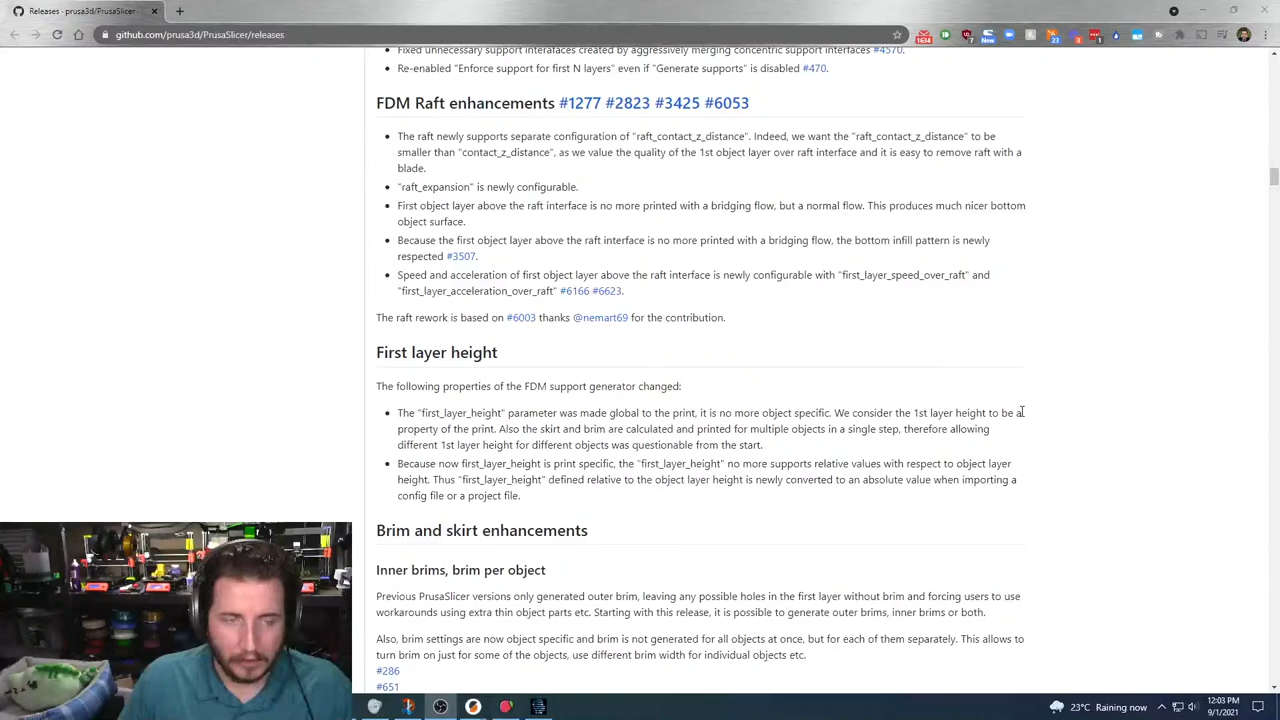 Releases · prusa3d/PrusaSlicer
github.com/prusa3d/PrusaSlicer/releases
Fixed unnecessary support interafaces created by aggressively merging concentric support interfaces #4570.
Re-enabled "Enforce support for first N layers" even if "Generate supports" is disabled #470.
FDM Raft enhancements #1277 #2823 #3425 #6053
The raft newly supports separate configuration of "raft_contact_z_distance". Indeed, we want the "raft_contact_z_distance" to be
smaller than "contact_z_distance", as we value the quality of the 1st object layer over raft interface and it is easy to remove raft with a
blade.
"raft_expansion" is newly configurable.
First object layer above the raft interface is no more printed with a bridging flow, but a normal flow. This produces much nicer bottom
object surface.
Because the first object layer above the raft interface is no more printed with a bridging flow, the bottom infill pattern is newly
respected #3507.
Speed and acceleration of first object layer above the raft interface is newly configurable with "first_layer_speed_over_raft" and
"first_layer_acceleration_over_raft" #6166 #6623.
The raft rework is based on #6003 thanks @nemart69 for the contribution.
First layer height
The following properties of the FDM support generator changed:
The "first_layer_height" parameter was made global to the print, it is no more object specific. We consider the 1st layer height to be a
property of the print. Also the skirt and brim are calculated and printed for multiple objects in a single step, therefore allowing
different 1st layer height for different objects was questionable from the start.
Because now first_layer_height is print specific, the "first_layer_height" no more supports relative values with respect to object layer
height. Thus "first_layer_height" defined relative to the object layer height is newly converted to an absolute value when importing a
config file or a project file.
Brim and skirt enhancements
Inner brims, brim per object
Previous PrusaSlicer versions only generated outer brim, leaving any possible holes in the first layer without brim and forcing users to use
workarounds using extra thin object parts etc. Starting with this release, it is possible to generate outer brims, inner brims or both.
Also, brim settings are now object specific and brim is not generated for all objects at once, but for each of them separately. This allows to
turn brim on just for some of the objects, use different brim width for individual objects etc.
#286
#651
23°C Raining now
12:03 PM
9/1/2021